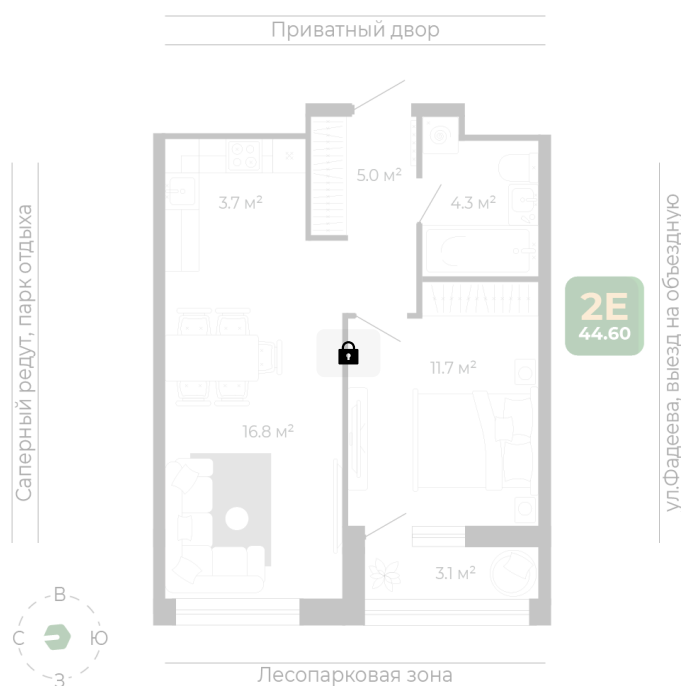 Приватный двор
5.0 м²
3.7 м²
4.3 м²
Саперный редут, парк отдыха
ул.Фадеева, выезд на объездную
2Е
44.60
11.7 м²
16.8 м²
3.1 м²
В
С
Ю
З
Лесопарковая зона